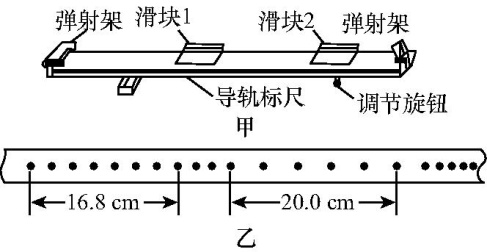 弹射架 滑块1 滑块2 弹射架
导轨标尺 调节旋钮
甲
16.8 cm 20.0 cm
乙